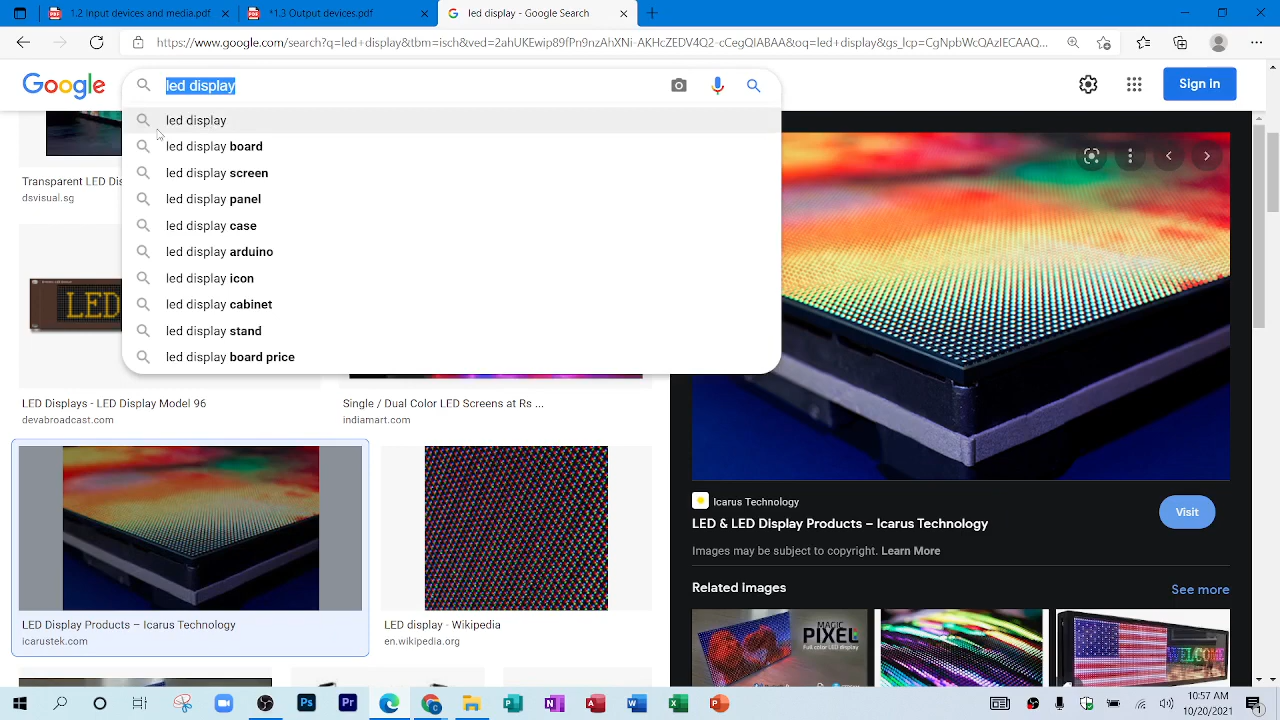 1.2 Input devices and media.pdf
*1.3 Output devices.pdf
led display - Google Search
https://www.google.com/search?q=led+display&tbm=isch&ved=2ahUKEwip89fPn9nzAhXNi-AKHcZEDV4Q2-cCegQIABAA&oq=led+display&gs_lcp=CgNpbWcQAzIECAAQ...
Google
led display
Sign in
led display
led display board
led display screen
led display panel
led display case
led display arduino
led display icon
led display cabinet
led display stand
led display board price
Transparent LED Dis
dsvisual.sg
LED
LED Displays - LED Display Model 96
devabroadcast.com
Single / Dual Color LED Screens at Rs ...
indiamart.com
LED Display Products – Icarus Technology
icarustek.com
LED display - Wikipedia
en.wikipedia.org
Icarus Technology
LED & LED Display Products – Icarus Technology
Visit
Images may be subject to copyright. Learn More
Related Images
See more
MAGIC
PIXEL
Full color LED display
WELCOME
10:57 AM
10/20/2021